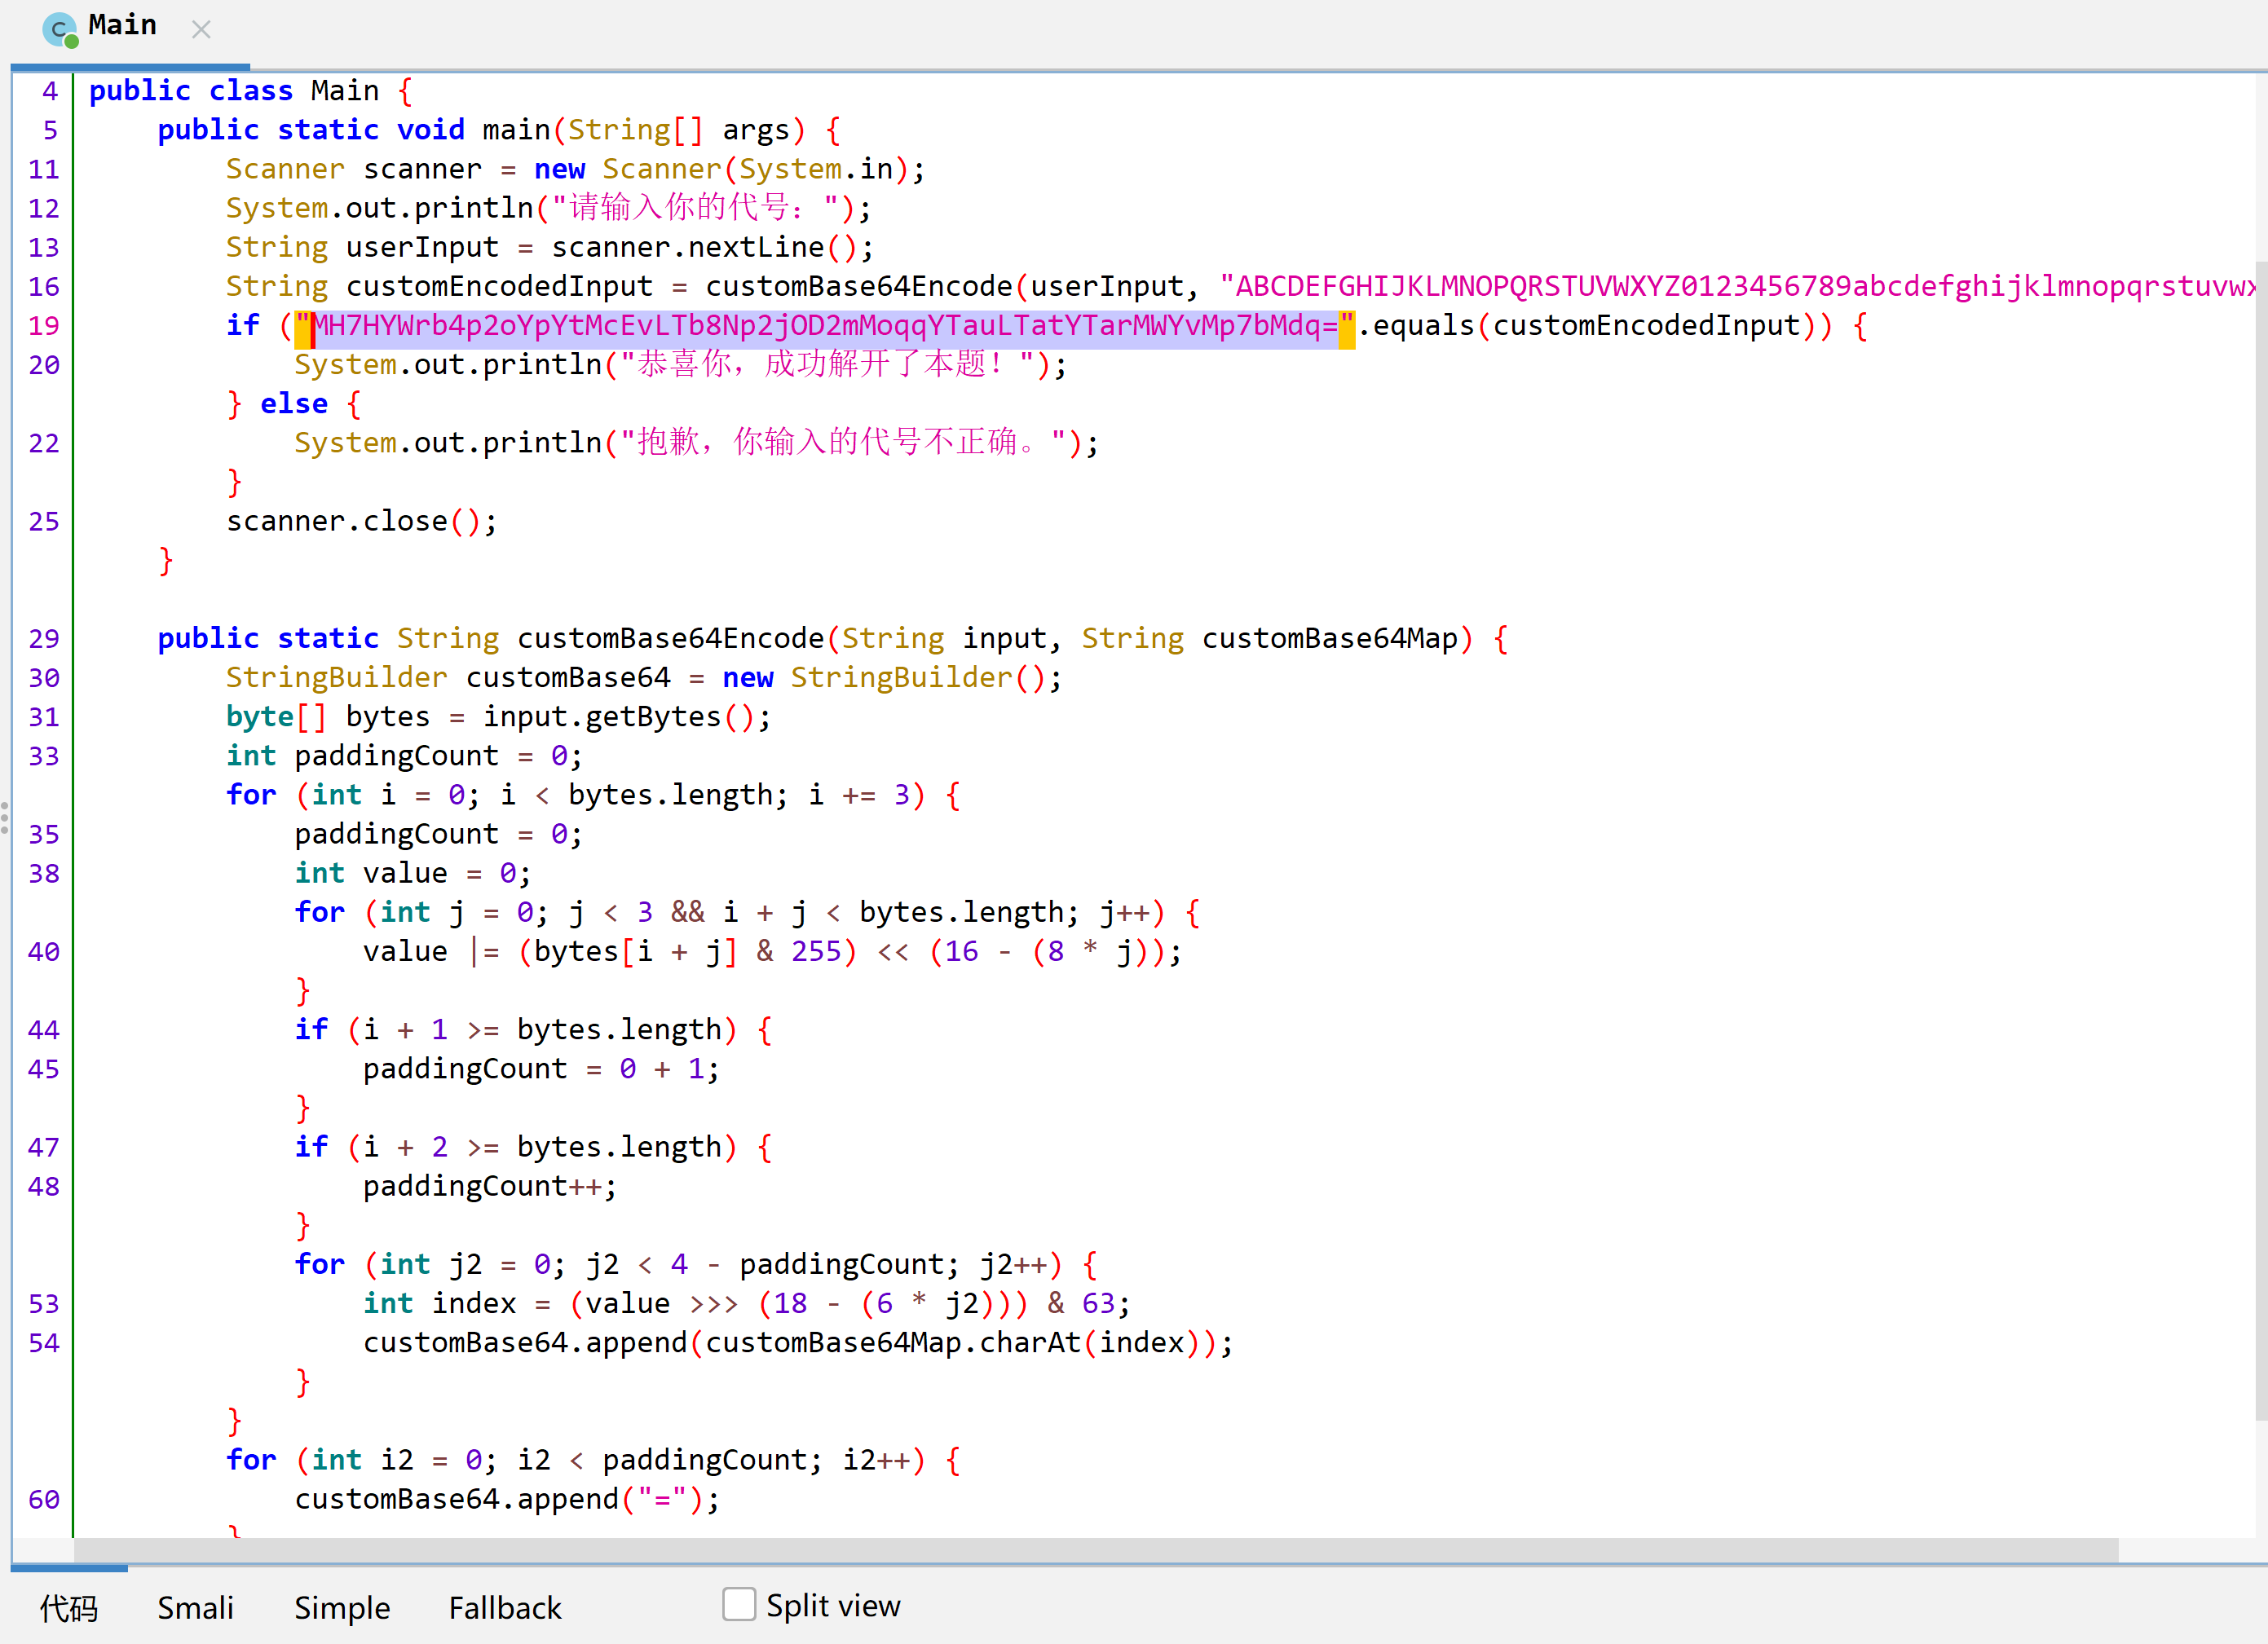 Main
4 public class Main {
5 public static void main(String[] args) {
11 Scanner scanner = new Scanner(System.in);
12 System.out.println("请输入你的代号：");
13 String userInput = scanner.nextLine();
16 String customEncodedInput = customBase64Encode(userInput, "ABCDEFGHIJKLMNOPQRSTUVWXYZ0123456789abcdefghijklmnopqrstuvwx
19 if ("MH7HYWrb4p2oYpYtMcEvLTb8Np2jOD2mMoqqYTauLTatYTarMWYvMp7bMdq=".equals(customEncodedInput)) {
20 System.out.println("恭喜你，成功解开了本题！");
} else {
22 System.out.println("抱歉，你输入的代号不正确。");
}
25 scanner.close();
}
29 public static String customBase64Encode(String input, String customBase64Map) {
30 StringBuilder customBase64 = new StringBuilder();
31 byte[] bytes = input.getBytes();
33 int paddingCount = 0;
for (int i = 0; i < bytes.length; i += 3) {
35 paddingCount = 0;
38 int value = 0;
for (int j = 0; j < 3 && i + j < bytes.length; j++) {
40 value |= (bytes[i + j] & 255) << (16 - (8 * j));
}
44 if (i + 1 >= bytes.length) {
45 paddingCount = 0 + 1;
}
47 if (i + 2 >= bytes.length) {
48 paddingCount++;
}
for (int j2 = 0; j2 < 4 - paddingCount; j2++) {
53 int index = (value >>> (18 - (6 * j2))) & 63;
54 customBase64.append(customBase64Map.charAt(index));
}
}
for (int i2 = 0; i2 < paddingCount; i2++) {
60 customBase64.append("=");
}
代码 Smali Simple Fallback Split view